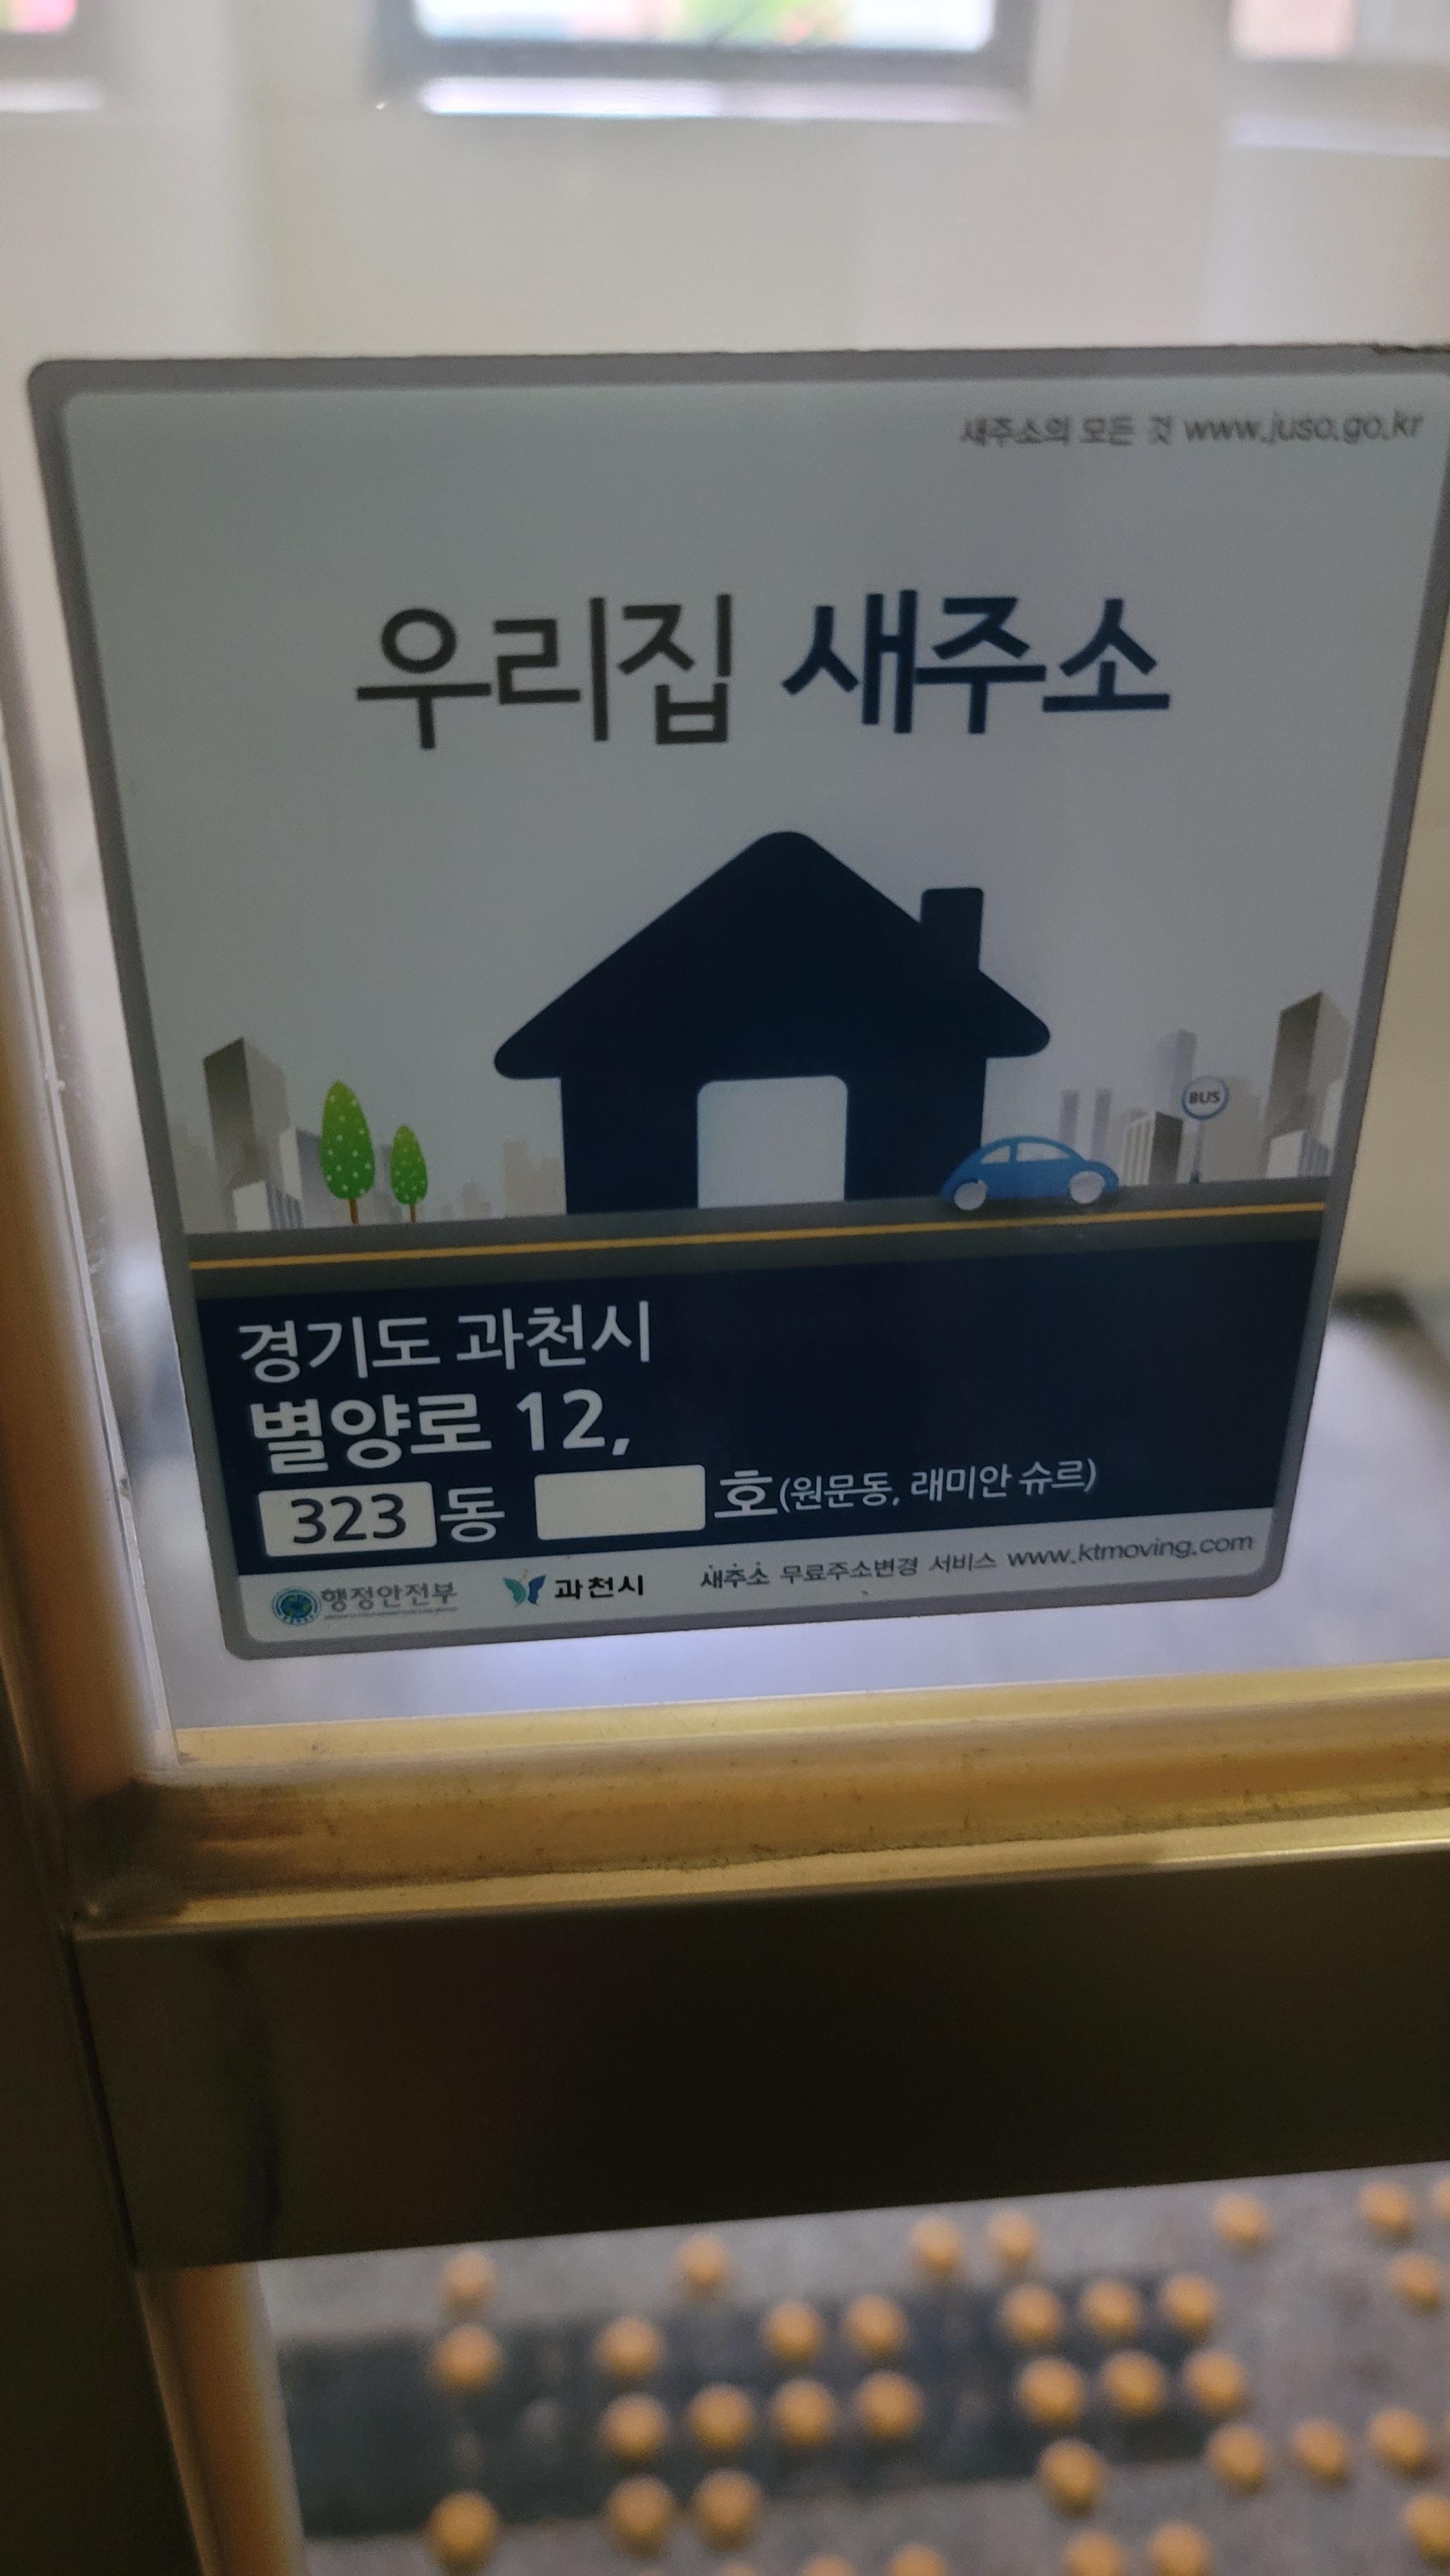 새주소의 모든 것 www.juso.go.kr
우리집 새주소
BUS
경기도 과천시
별양로 12,
323동 호(원문동, 래미안 슈르)
행정안전부 과천시 새주소 무료주소변경 서비스 www.ktmoving.com